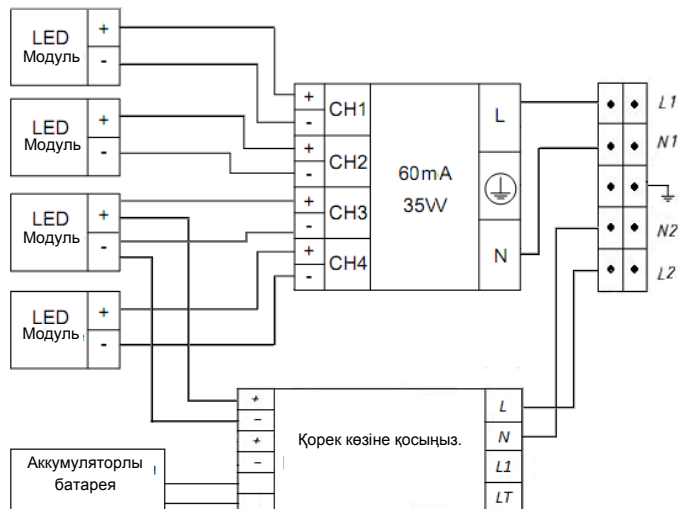 LED
Модуль
+
-
LED
Модуль
+
-
LED
Модуль
+
-
LED
Модуль
+
-
+
-
CH1
+
-
CH2
+
-
CH3
+
-
CH4
60mA
35W
L
N
L1
N1
N2
L2
+
-
+
-
Қорек көзіне қосыңыз.
L
N
L1
LT
Аккумуляторлы
батарея